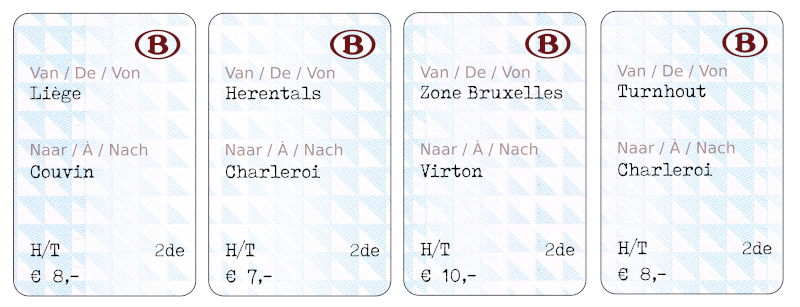 B
Van / De / Von
Liège
Naar / À / Nach
Couvin
H/T 2de
€ 8,-
B
Van / De / Von
Herentals
Naar / À / Nach
Charleroi
H/T 2de
€ 7,-
B
Van / De / Von
Zone Bruxelles
Naar / À / Nach
Virton
H/T 2de
€ 10,-
B
Van / De / Von
Turnhout
Naar / À / Nach
Charleroi
H/T 2de
€ 8,-